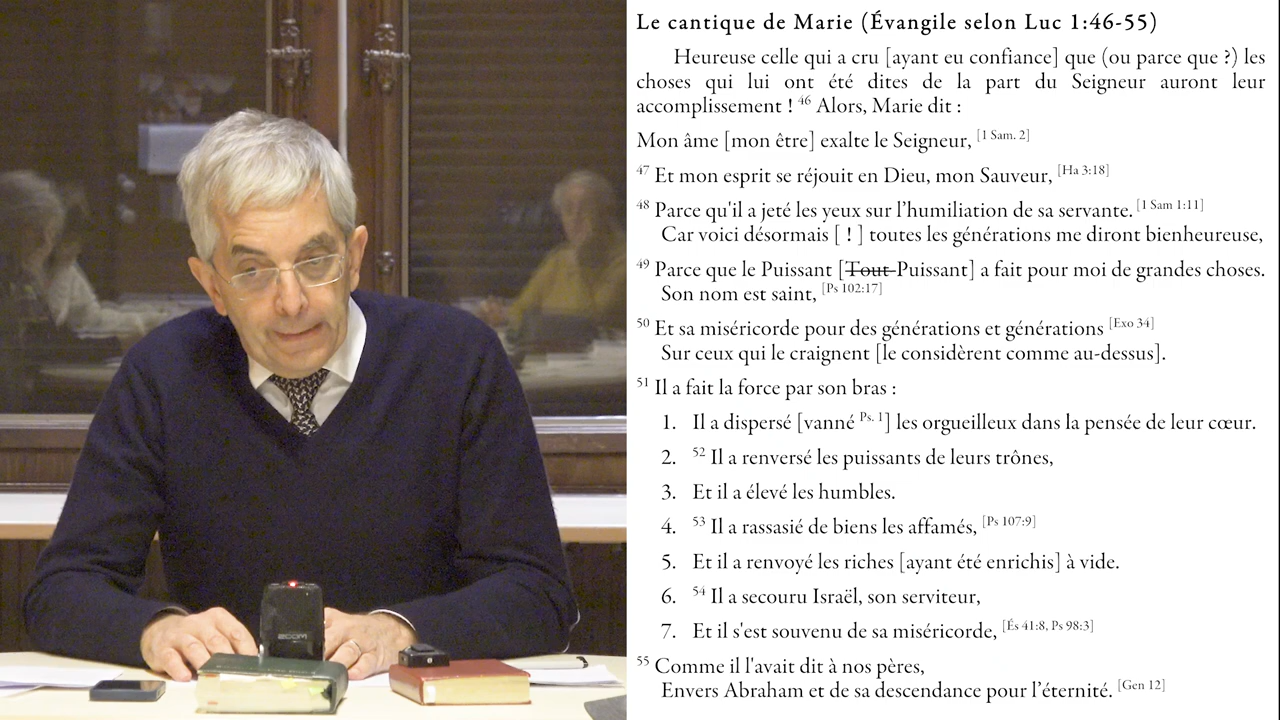 Le cantique de Marie (Évangile selon Luc 1:46-55)
Heureuse celle qui a cru [ayant eu confiance] que (ou parce que ?) les
choses qui lui ont été dites de la part du Seigneur auront leur
accomplissement ! 46 Alors, Marie dit :
Mon âme [mon être] exalte le Seigneur, [1 Sam. 2]
47 Et mon esprit se réjouit en Dieu, mon Sauveur, [Ha 3:18]
48 Parce qu'il a jeté les yeux sur l'humiliation de sa servante. [1 Sam 1:11]
Car voici désormais [ ! ] toutes les générations me diront bienheureuse,
49 Parce que le Puissant [Tout-Puissant] a fait pour moi de grandes choses.
Son nom est saint, [Ps 102:17]
50 Et sa miséricorde pour des générations et générations [Exo 34]
Sur ceux qui le craignent [le considèrent comme au-dessus].
51 Il a fait la force par son bras :
1. Il a dispersé [vanné Ps. 1] les orgueilleux dans la pensée de leur cœur.
2. 52 Il a renversé les puissants de leurs trônes,
3. Et il a élevé les humbles.
4. 53 Il a rassasié de biens les affamés, [Ps 107:9]
5. Et il a renvoyé les riches [ayant été enrichis] à vide.
6. 54 Il a secouru Israël, son serviteur,
7. Et il s'est souvenu de sa miséricorde, [És 41:8, Ps 98:3]
55 Comme il l'avait dit à nos pères,
Envers Abraham et de sa descendance pour l'éternité. [Gen 12]
zoom